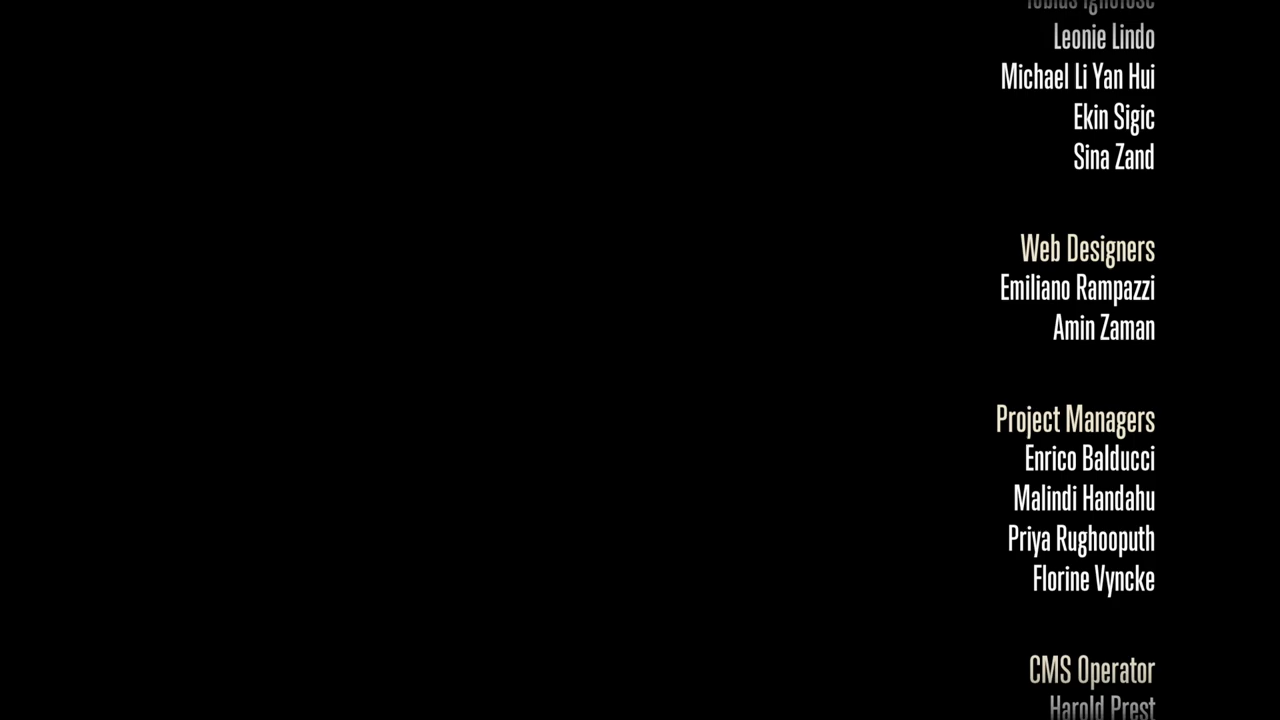 Leonie Lindo
Michael Li Yan Hui
Ekin Sigic
Sina Zand
Web Designers
Emiliano Rampazzi
Amin Zaman
Project Managers
Enrico Balducci
Malindi Handahu
Priya Rughooputh
Florine Vyncke
CMS Operator
Harold Prest